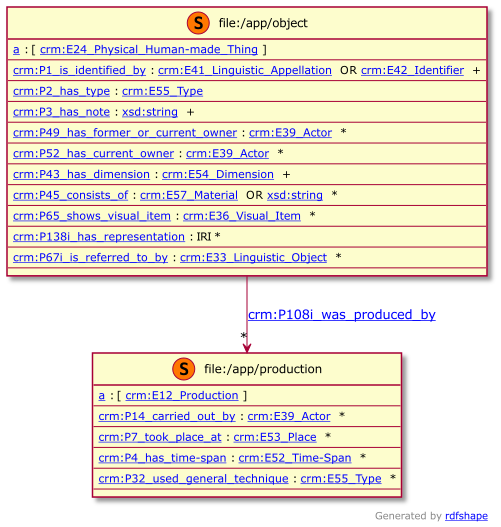 S file:/app/object
a : [ crm:E24_Physical_Human-made_Thing ]
crm:P1_is_identified_by : crm:E41_Linguistic_Appellation OR crm:E42_Identifier +
crm:P2_has_type : crm:E55_Type
crm:P3_has_note : xsd:string +
crm:P49_has_former_or_current_owner : crm:E39_Actor *
crm:P52_has_current_owner : crm:E39_Actor *
crm:P43_has_dimension : crm:E54_Dimension +
crm:P45_consists_of : crm:E57_Material OR xsd:string *
crm:P65_shows_visual_item : crm:E36_Visual_Item *
crm:P138i_has_representation : IRI *
crm:P67i_is_referred_to_by : crm:E33_Linguistic_Object *
crm:P108i_was_produced_by
*
S file:/app/production
a : [ crm:E12_Production ]
crm:P14_carried_out_by : crm:E39_Actor *
crm:P7_took_place_at : crm:E53_Place *
crm:P4_has_time-span : crm:E52_Time-Span *
crm:P32_used_general_technique : crm:E55_Type *
Generated by rdfshape